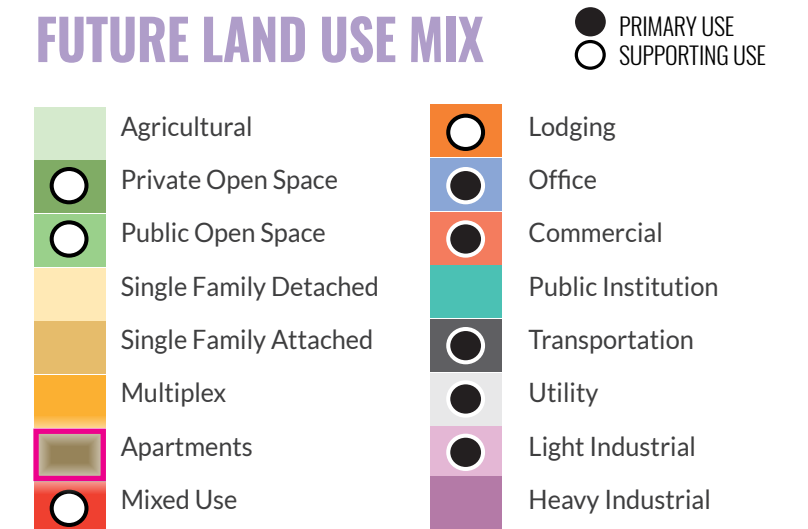 FUTURE LAND USE MIX
PRIMARY USE
SUPPORTING USE
Agricultural
Private Open Space
Public Open Space
Single Family Detached
Single Family Attached
Multiplex
Apartments
Mixed Use
Lodging
Office
Commercial
Public Institution
Transportation
Utility
Light Industrial
Heavy Industrial